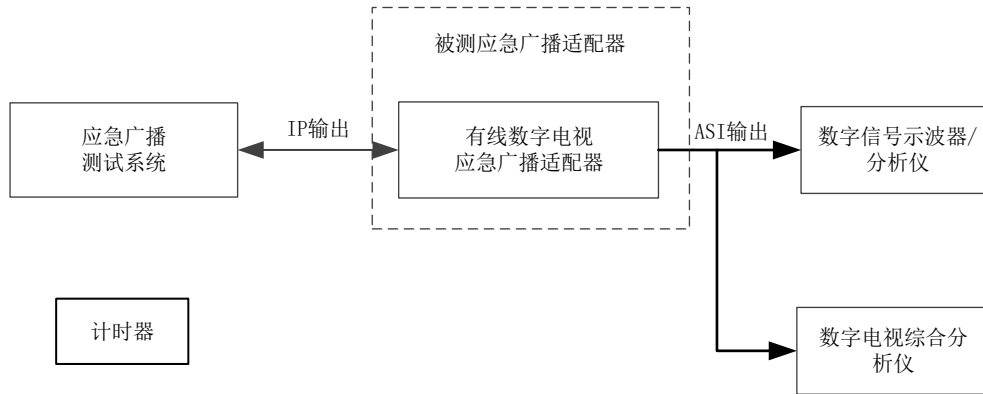 被测应急广播适配器
应急广播
测试系统
IP输出
有线数字电视
应急广播适配器
ASI输出
数字信号示波器/
分析仪
计时器
数字电视综合分
析仪